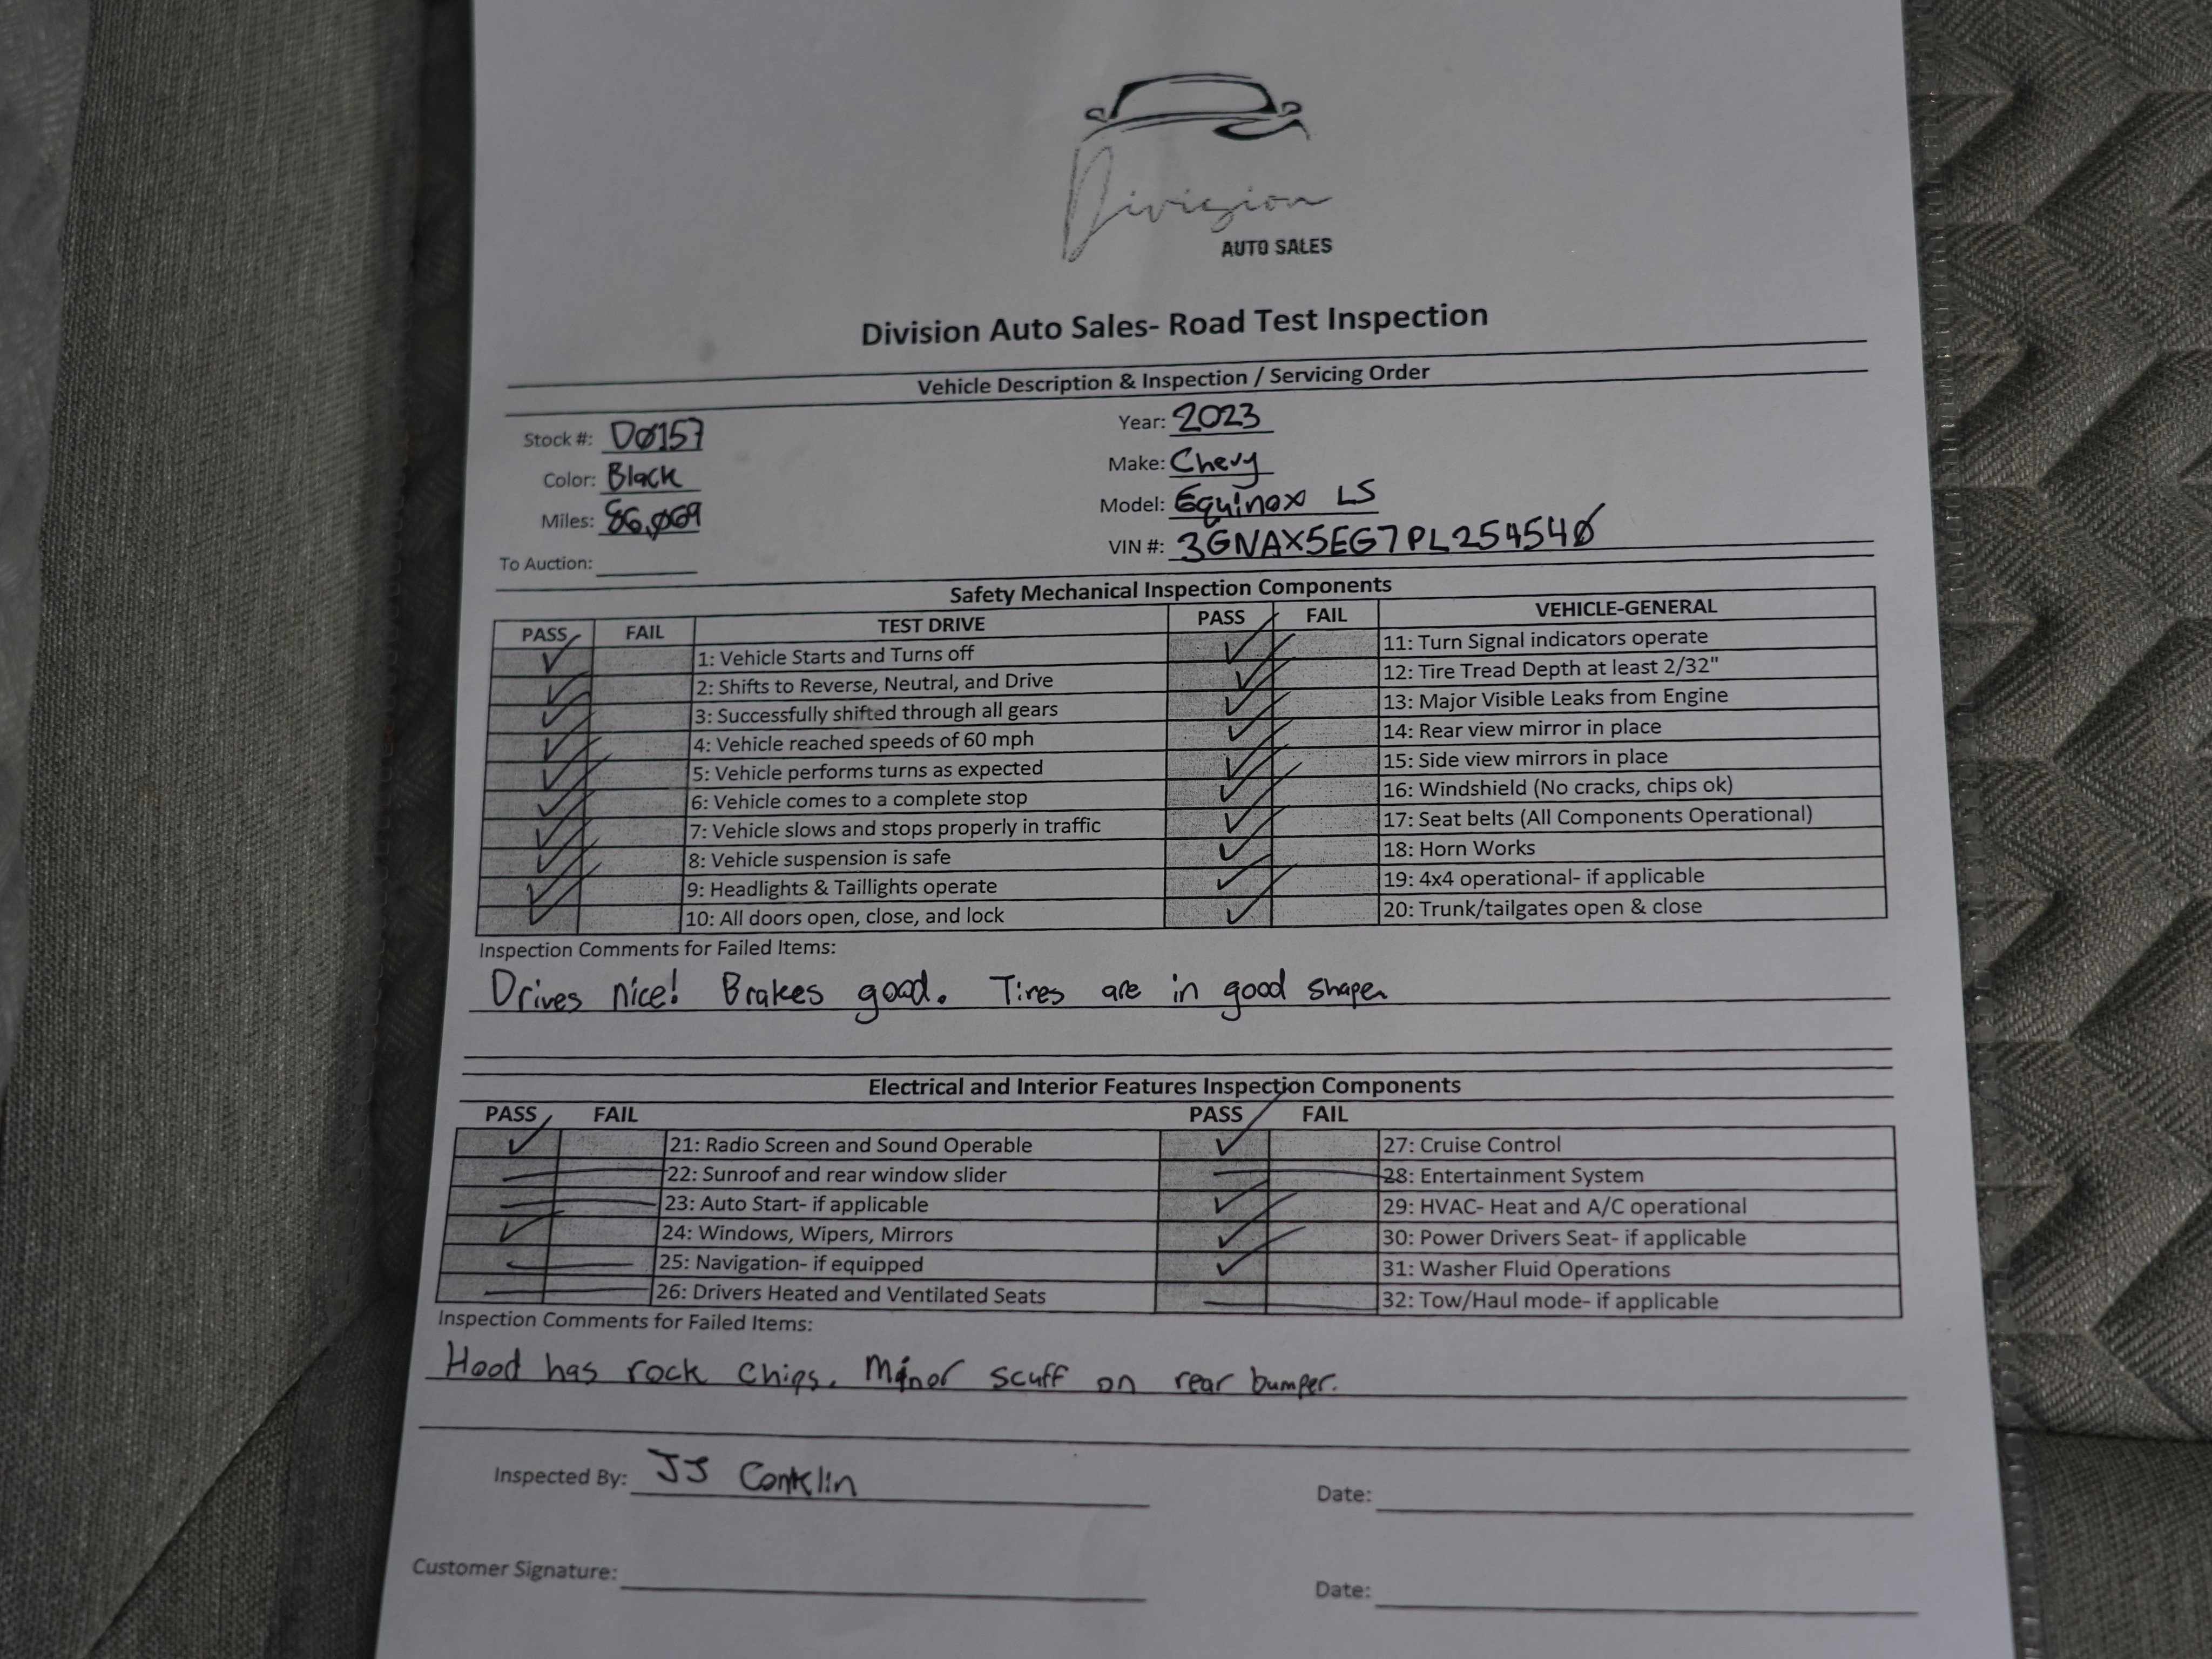 Division
AUTO SALES
Division Auto Sales- Road Test Inspection
Vehicle Description & Inspection / Servicing Order
Stock #: DØ157
Year: 2023
Color: Black
Make: Chevy
Miles: 86,069
Model: Equinox LS
To Auction:
VIN #: 3GNAX5EG7PL25454Ø
Safety Mechanical Inspection Components
PASS FAIL TEST DRIVE PASS FAIL VEHICLE-GENERAL
✓ 1: Vehicle Starts and Turns off ✓ 11: Turn Signal indicators operate
✓ 2: Shifts to Reverse, Neutral, and Drive ✓ 12: Tire Tread Depth at least 2/32"
✓ 3: Successfully shifted through all gears ✓ 13: Major Visible Leaks from Engine
✓ 4: Vehicle reached speeds of 60 mph ✓ 14: Rear view mirror in place
✓ 5: Vehicle performs turns as expected ✓ 15: Side view mirrors in place
✓ 6: Vehicle comes to a complete stop ✓ 16: Windshield (No cracks, chips ok)
✓ 7: Vehicle slows and stops properly in traffic ✓ 17: Seat belts (All Components Operational)
✓ 8: Vehicle suspension is safe ✓ 18: Horn Works
✓ 9: Headlights & Taillights operate ✓ 19: 4x4 operational- if applicable
✓ 10: All doors open, close, and lock ✓ 20: Trunk/tailgates open & close
Inspection Comments for Failed Items:
Drives nice! Brakes good. Tires are in good shape.
Electrical and Interior Features Inspection Components
PASS FAIL PASS FAIL
✓ 21: Radio Screen and Sound Operable ✓ 27: Cruise Control
— 22: Sunroof and rear window slider — 28: Entertainment System
— 23: Auto Start- if applicable ✓ 29: HVAC- Heat and A/C operational
✓ 24: Windows, Wipers, Mirrors ✓ 30: Power Drivers Seat- if applicable
— 25: Navigation- if equipped ✓ 31: Washer Fluid Operations
— 26: Drivers Heated and Ventilated Seats — 32: Tow/Haul mode- if applicable
Inspection Comments for Failed Items:
Hood has rock chips. Minor scuff on rear bumper.
Inspected By: JJ Conklin Date:
Customer Signature: Date: